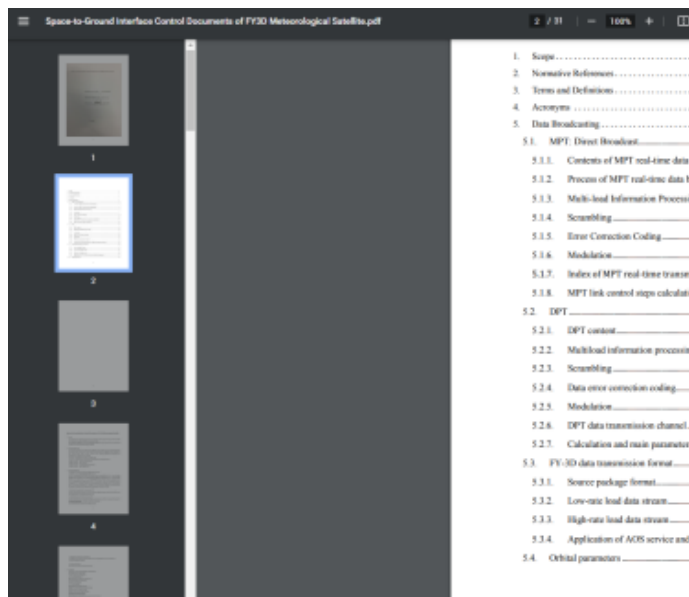 Space-to-Ground Interface Control Documents of FY3D Meteorological Satellite.pdf
2 / 31
100%
1
2
3
4
1. Scope
2. Normative References
3. Terms and Definitions
4. Acronyms
5. Data Broadcasting
5.1. MPT: Direct Broadcast
5.1.1. Contents of MPT real-time data
5.1.2. Process of MPT real-time data b
5.1.3. Multi-load Information Processi
5.1.4. Scrambling
5.1.5. Error Correction Coding
5.1.6. Modulation
5.1.7. Index of MPT real-time transm
5.1.8. MPT link control steps calculati
5.2. DPT
5.2.1. DPT content
5.2.2. Multiload information processin
5.2.3. Scrambling
5.2.4. Data error correction coding
5.2.5. Modulation
5.2.6. DPT data transmission channel
5.2.7. Calculation and main parameter
5.3. FY-3D data transmission format
5.3.1. Source package format
5.3.2. Low-rate load data stream
5.3.3. High-rate load data stream
5.3.4. Application of AOS service and
5.4. Orbital parameters